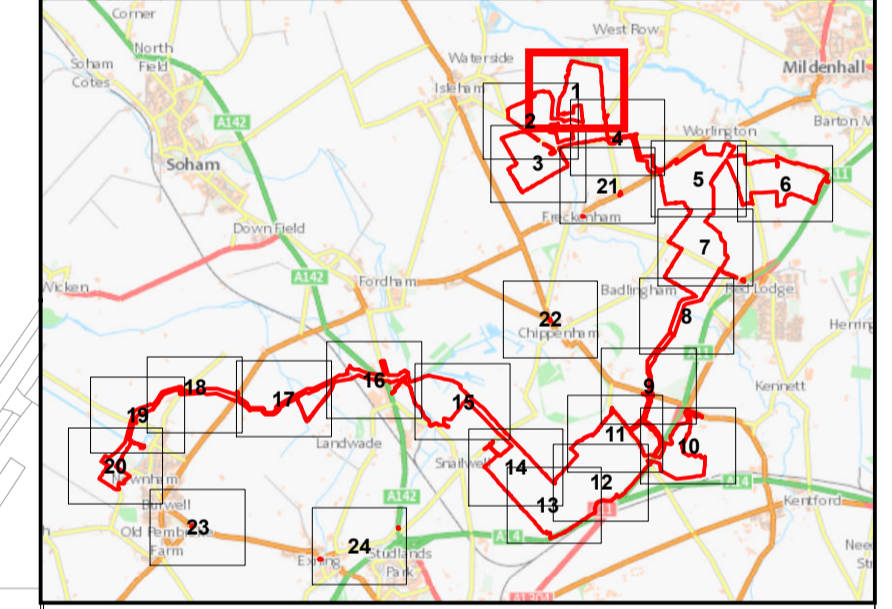 Corner
North
Field
West Row
Soham
Cotes
Waterside
Mildenhall
Isleham
1
A142
2
4
Worlington
Barton M
Soham
3
21
5
6
11
Freckenham
Down Field
7
A142
Wicken
Fordham
Badlingham
Red Lodge
8
22
Chippenham
Herring
A11
16
9
Kennett
18
17
15
19
11
10
Landwade
Snailwell
14
20
Newnham
12
A14
Burwell
A142
13
Kentford
Old Pembroke
Farm
23
24
A14
Exning
Studlands
Park
Nee
St
A1304